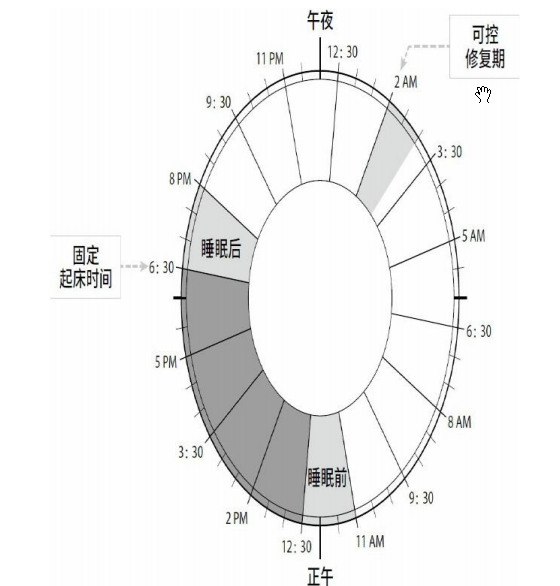 午夜
可控
修复期
11 PM
12: 30
2 AM
9: 30
3: 30
8 PM
睡眠后
5 AM
固定
起床时间
6: 30
6: 30
5 PM
8 AM
3: 30
睡眠前
9: 30
2 PM
12: 30
11 AM
正午